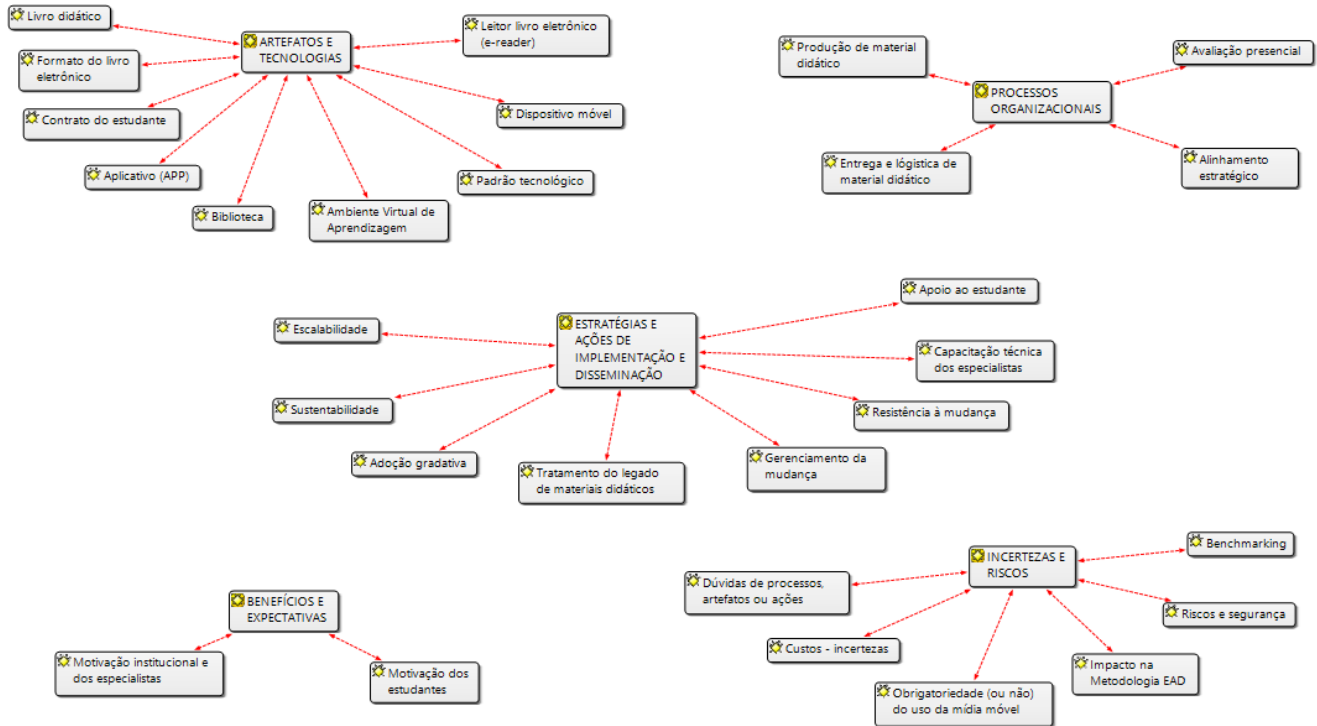 Livro didático
Formato do livro
eletrônico
Contrato do estudante
Aplicativo (APP)
Biblioteca
Ambiente Virtual de
Aprendizagem
Padrão tecnológico
Dispositivo móvel
Leitor livro eletrônico
(e-reader)
ARTEFATOS E
TECNOLOGIAS
Produção de material
didático
Avaliação presencial
PROCESSOS
ORGANIZACIONAIS
Entrega e lógistica de
material didático
Alinhamento
estratégico
Escalabilidade
Sustentabilidade
Adoção gradativa
Tratamento do legado
de materiais didáticos
Gerenciamento da
mudança
Resistência à mudança
Capacitação técnica
dos especialistas
Apoio ao estudante
ESTRATÉGIAS E
AÇÕES DE
IMPLEMENTAÇÃO E
DISSEMINAÇÃO
BENEFÍCIOS E
EXPECTATIVAS
Motivação institucional e
dos especialistas
Motivação dos
estudantes
INCERTEZAS E
RISCOS
Benchmarking
Dúvidas de processos,
artefatos ou ações
Riscos e segurança
Custos - incertezas
Impacto na
Metodologia EAD
Obrigatoriedade (ou não)
do uso da mídia móvel